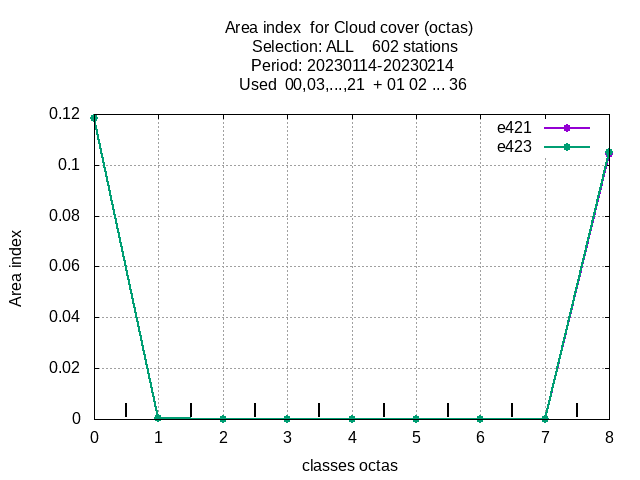 Area index  for Cloud cover (octas)
Selection: ALL    602 stations
Period: 20230114-20230214
Used  00,03,...,21  + 01 02 ... 36
0.12
0.1
0.08
0.06
0.04
0.02
0
e421
e423
Area index
0 1 2 3 4 5 6 7 8
classes octas